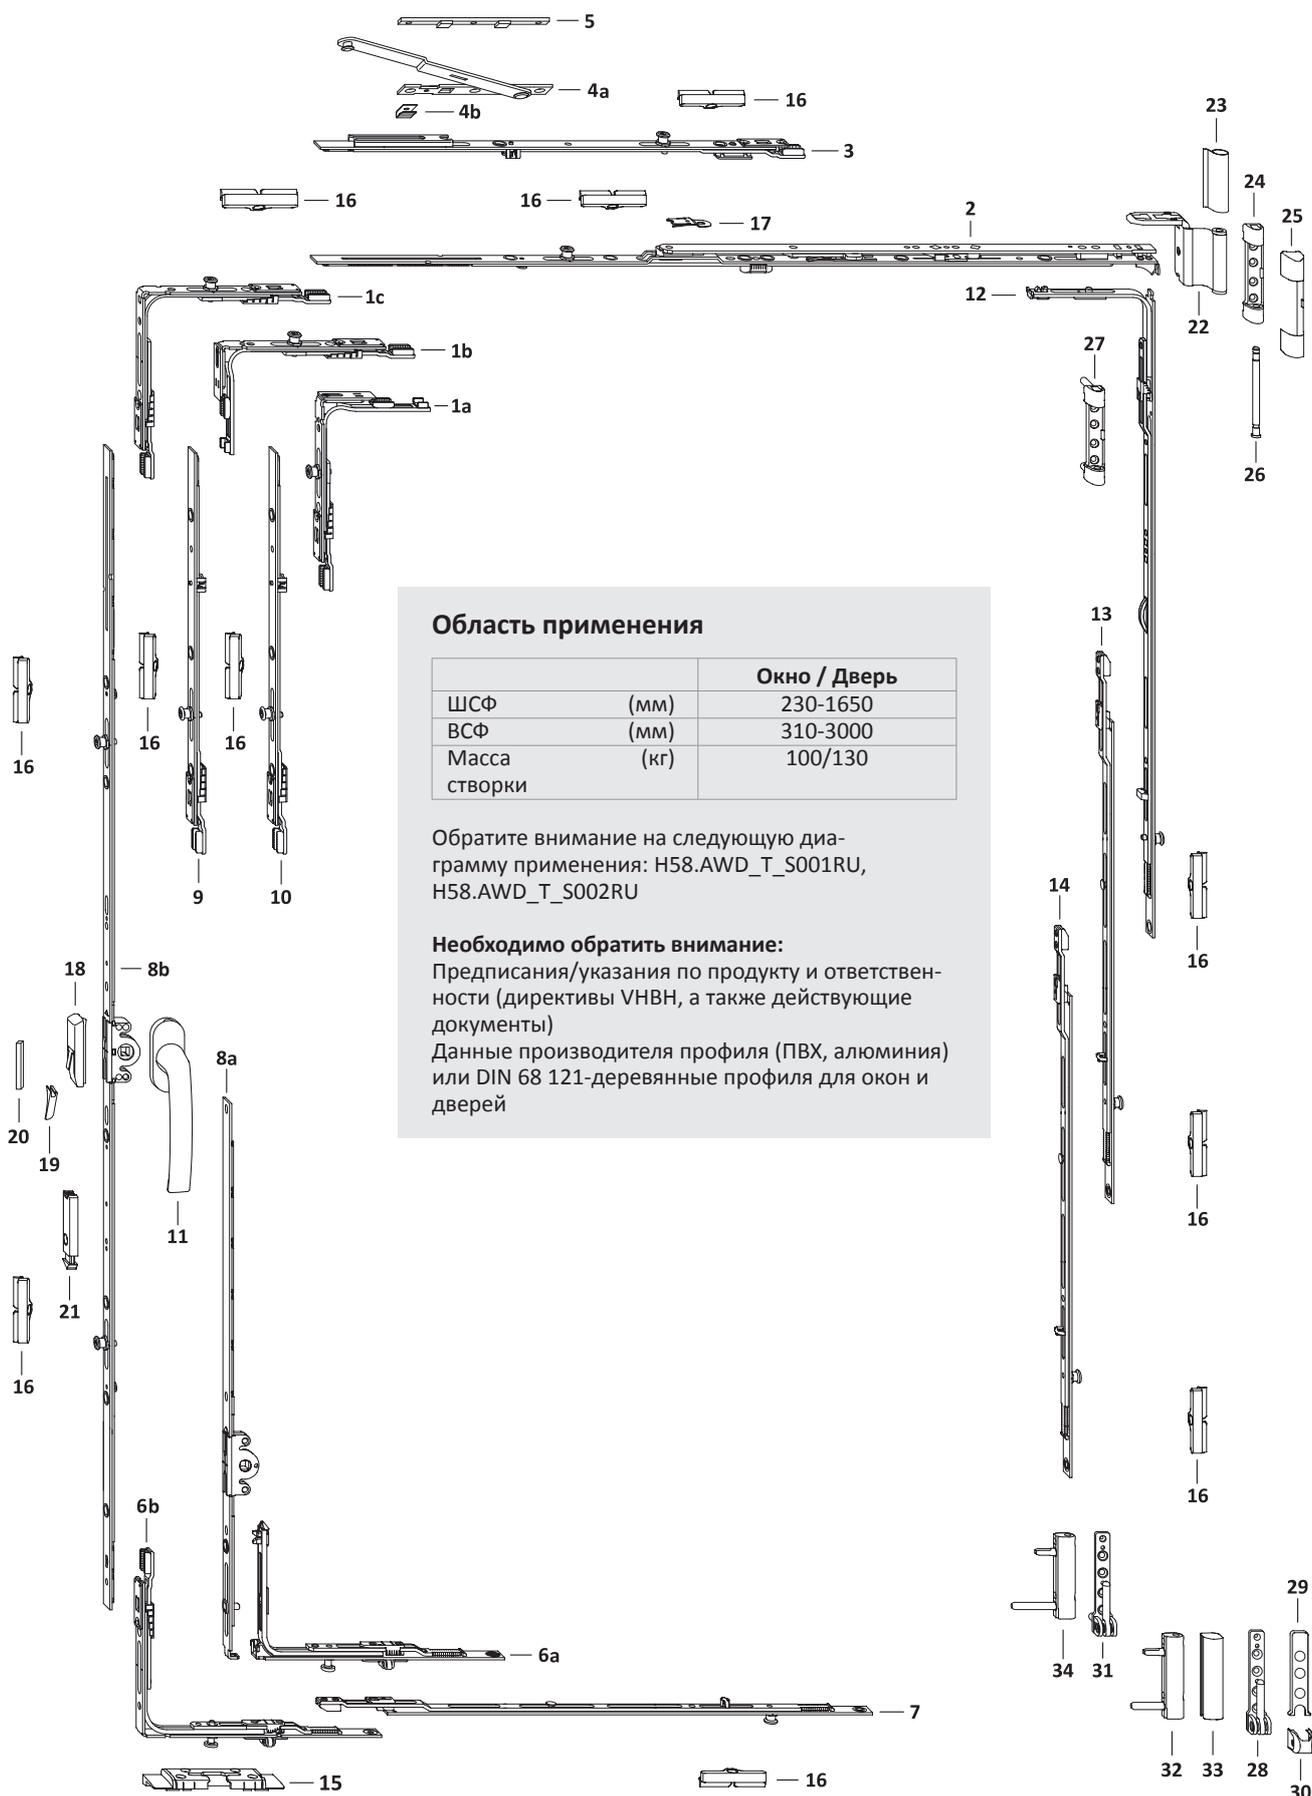 5
4a
4b
16
3
23
16
16
24
2
25
17
1c
12
22
1b
27
1a
26
Область применения
Окно / Дверь
ШСФ (мм) 230-1650
ВСФ (мм) 310-3000
Масса створки (кг) 100/130
13
16
16
16
Обратите внимание на следующую диа-
грамму применения: H58.AWD_T_S001RU,
H58.AWD_T_S002RU
9
10
14
Необходимо обратить внимание:
Предписания/указания по продукту и ответствен-
ности (директивы VHBH, а также действующие
документы)
Данные производителя профиля (ПВХ, алюминия)
или DIN 68 121-деревянные профиля для окон и
дверей
16
18
8b
8a
20
19
11
16
21
16
16
6b
29
6a
34
31
7
32
33
28
15
16
30